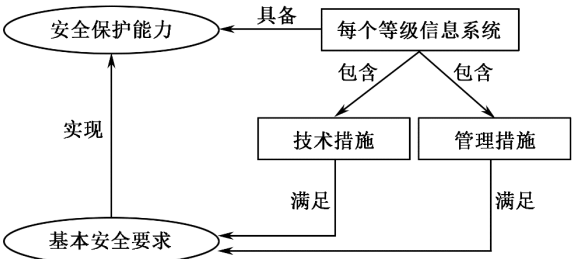 具备
安全保护能力
每个等级信息系统
包含
包含
实现
技术措施
管理措施
满足
满足
基本安全要求